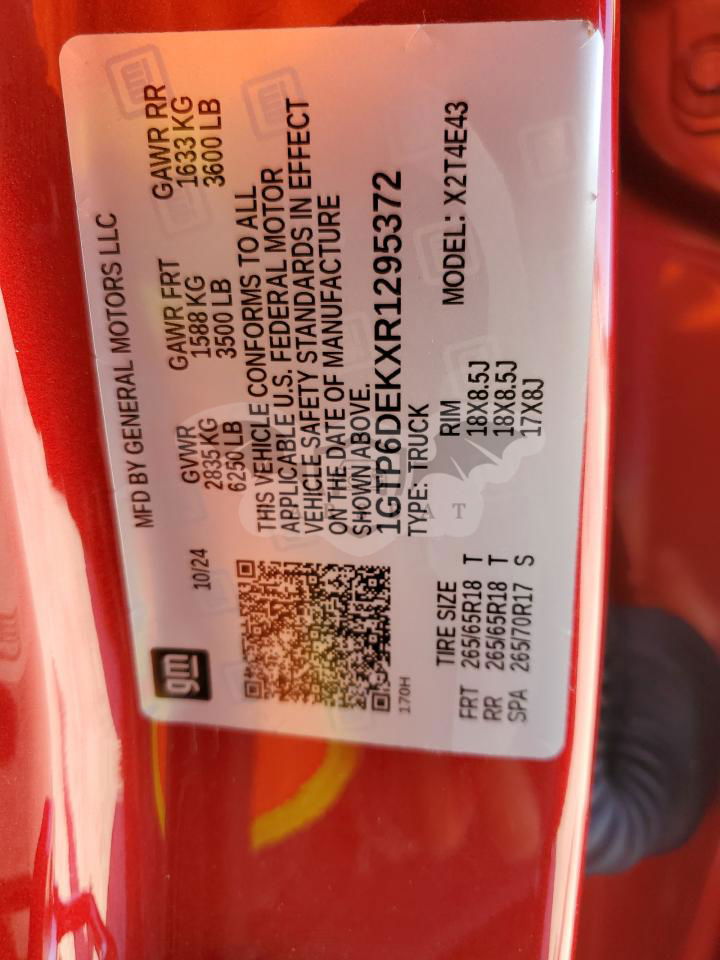 gm
10/24
MFD BY GENERAL MOTORS LLC
GVWR GAWR FRT GAWR RR
2835 KG 1588 KG 1633 KG
6250 LB 3500 LB 3600 LB
THIS VEHICLE CONFORMS TO ALL
APPLICABLE U.S. FEDERAL MOTOR
VEHICLE SAFETY STANDARDS IN EFFECT
ON THE DATE OF MANUFACTURE
SHOWN ABOVE.
1GTP6DEKXR1295372
170H
TYPE: TRUCK MODEL: X2T4E43
TIRE SIZE RIM
FRT 265/65R18 T 18X8.5J
RR 265/65R18 T 18X8.5J
SPA 265/70R17 S 17X8J